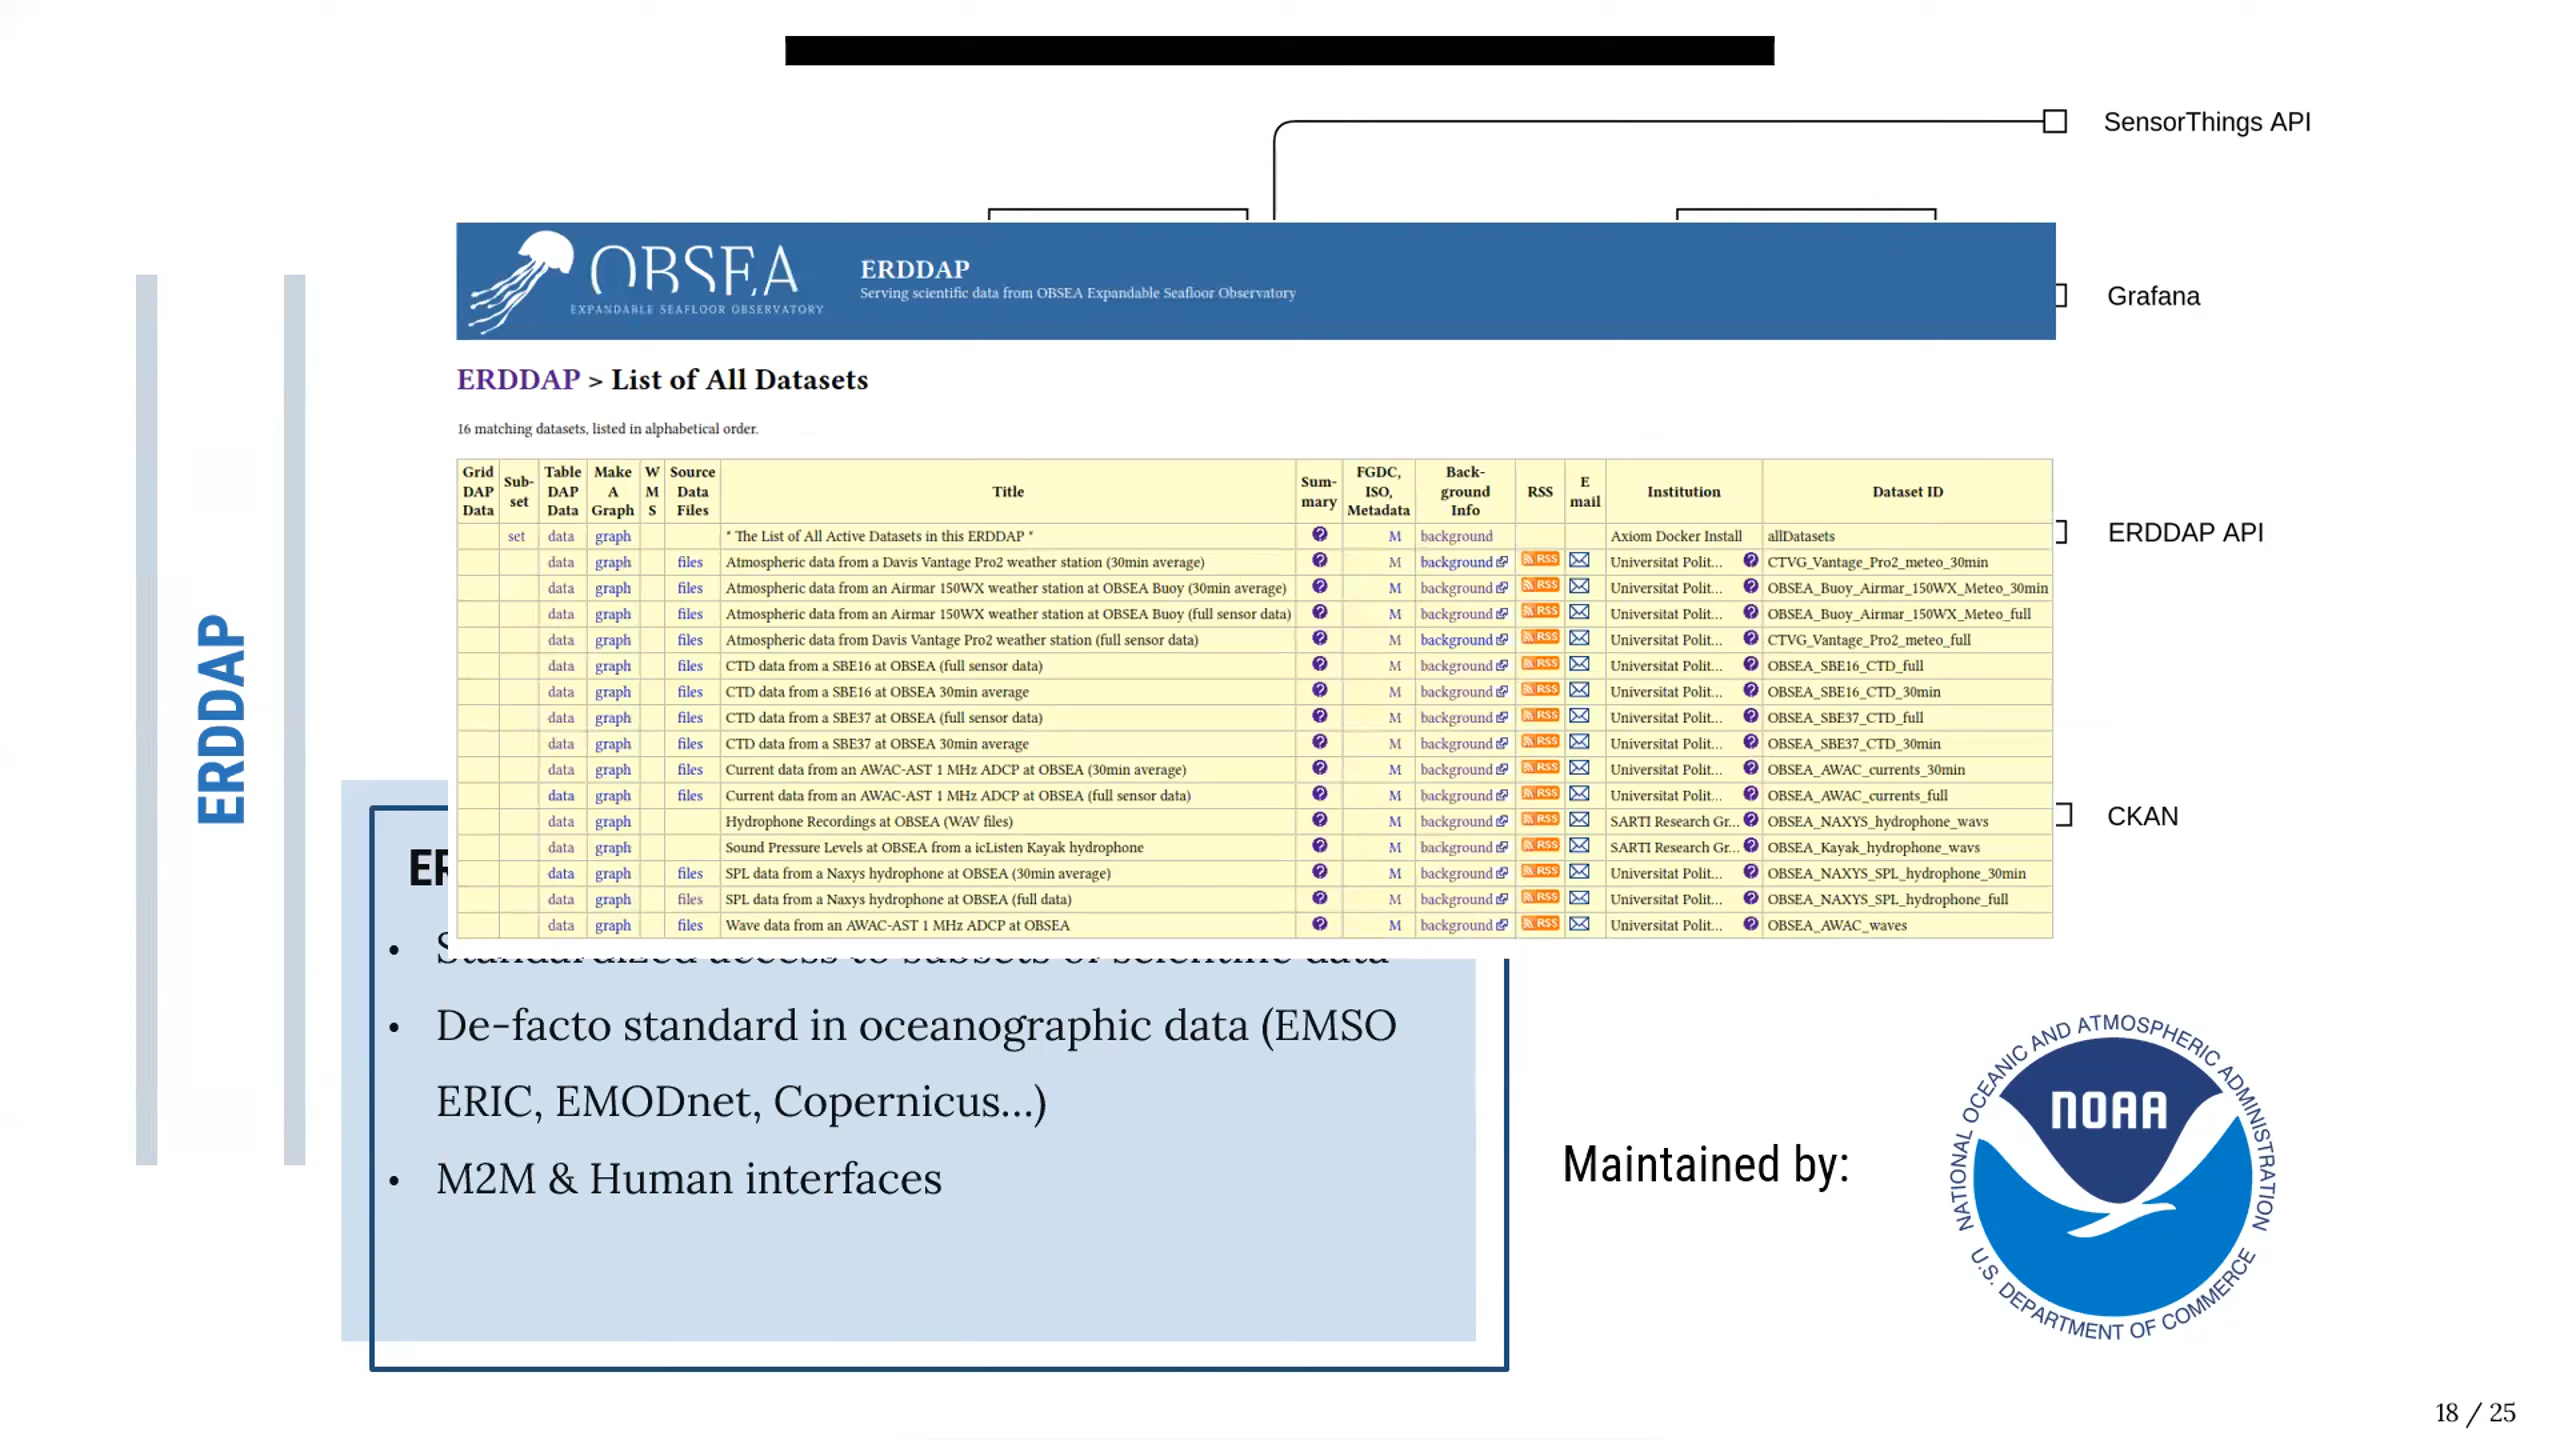 SensorThings API
OBSEA
EXPANDABLE SEAFLOOR OBSERVATORY
ERDDAP
Serving scientific data from OBSEA Expandable Seafloor Observatory
Grafana
ERDDAP > List of All Datasets
16 matching datasets, listed in alphabetical order.
Grid DAP Data Sub-set Table DAP Data Make A Graph W M S Source Data Files Title Sum-mary FGDC, ISO, Metadata Back-ground Info RSS E mail Institution Dataset ID
set data graph * The List of All Active Datasets in this ERDDAP * M background Axiom Docker Install allDatasets
data graph files Atmospheric data from a Davis Vantage Pro2 weather station (30min average) M background RSS Universitat Polit... CTVG_Vantage_Pro2_meteo_30min
data graph files Atmospheric data from an Airmar 150WX weather station at OBSEA Buoy (30min average) M background RSS Universitat Polit... OBSEA_Buoy_Airmar_150WX_Meteo_30min
data graph files Atmospheric data from an Airmar 150WX weather station at OBSEA Buoy (full sensor data) M background RSS Universitat Polit... OBSEA_Buoy_Airmar_150WX_Meteo_full
data graph files Atmospheric data from Davis Vantage Pro2 weather station (full sensor data) M background RSS Universitat Polit... CTVG_Vantage_Pro2_meteo_full
data graph files CTD data from a SBE16 at OBSEA (full sensor data) M background RSS Universitat Polit... OBSEA_SBE16_CTD_full
data graph files CTD data from a SBE16 at OBSEA 30min average M background RSS Universitat Polit... OBSEA_SBE16_CTD_30min
data graph files CTD data from a SBE37 at OBSEA (full sensor data) M background RSS Universitat Polit... OBSEA_SBE37_CTD_full
data graph files CTD data from a SBE37 at OBSEA 30min average M background RSS Universitat Polit... OBSEA_SBE37_CTD_30min
data graph files Current data from an AWAC-AST 1 MHz ADCP at OBSEA (30min average) M background RSS Universitat Polit... OBSEA_AWAC_currents_30min
data graph files Current data from an AWAC-AST 1 MHz ADCP at OBSEA (full sensor data) M background RSS Universitat Polit... OBSEA_AWAC_currents_full
data graph Hydrophone Recordings at OBSEA (WAV files) M background RSS SARTI Research Gr... OBSEA_NAXYS_hydrophone_wavs
data graph Sound Pressure Levels at OBSEA from a icListen Kayak hydrophone M background RSS SARTI Research Gr... OBSEA_Kayak_hydrophone_wavs
data graph files SPL data from a Naxys hydrophone at OBSEA (30min average) M background RSS Universitat Polit... OBSEA_NAXYS_SPL_hydrophone_30min
data graph files SPL data from a Naxys hydrophone at OBSEA (full data) M background RSS Universitat Polit... OBSEA_NAXYS_SPL_hydrophone_full
data graph files Wave data from an AWAC-AST 1 MHz ADCP at OBSEA M background RSS Universitat Polit... OBSEA_AWAC_waves
ERDDAP API
CKAN
ERDDAP
• Standardized access to subsets of scientific data
• De-facto standard in oceanographic data (EMSO
ERIC, EMODnet, Copernicus...)
• M2M & Human interfaces
Maintained by:
NATIONAL OCEANIC AND ATMOSPHERIC ADMINISTRATION
NOAA
U.S. DEPARTMENT OF COMMERCE
18 / 25